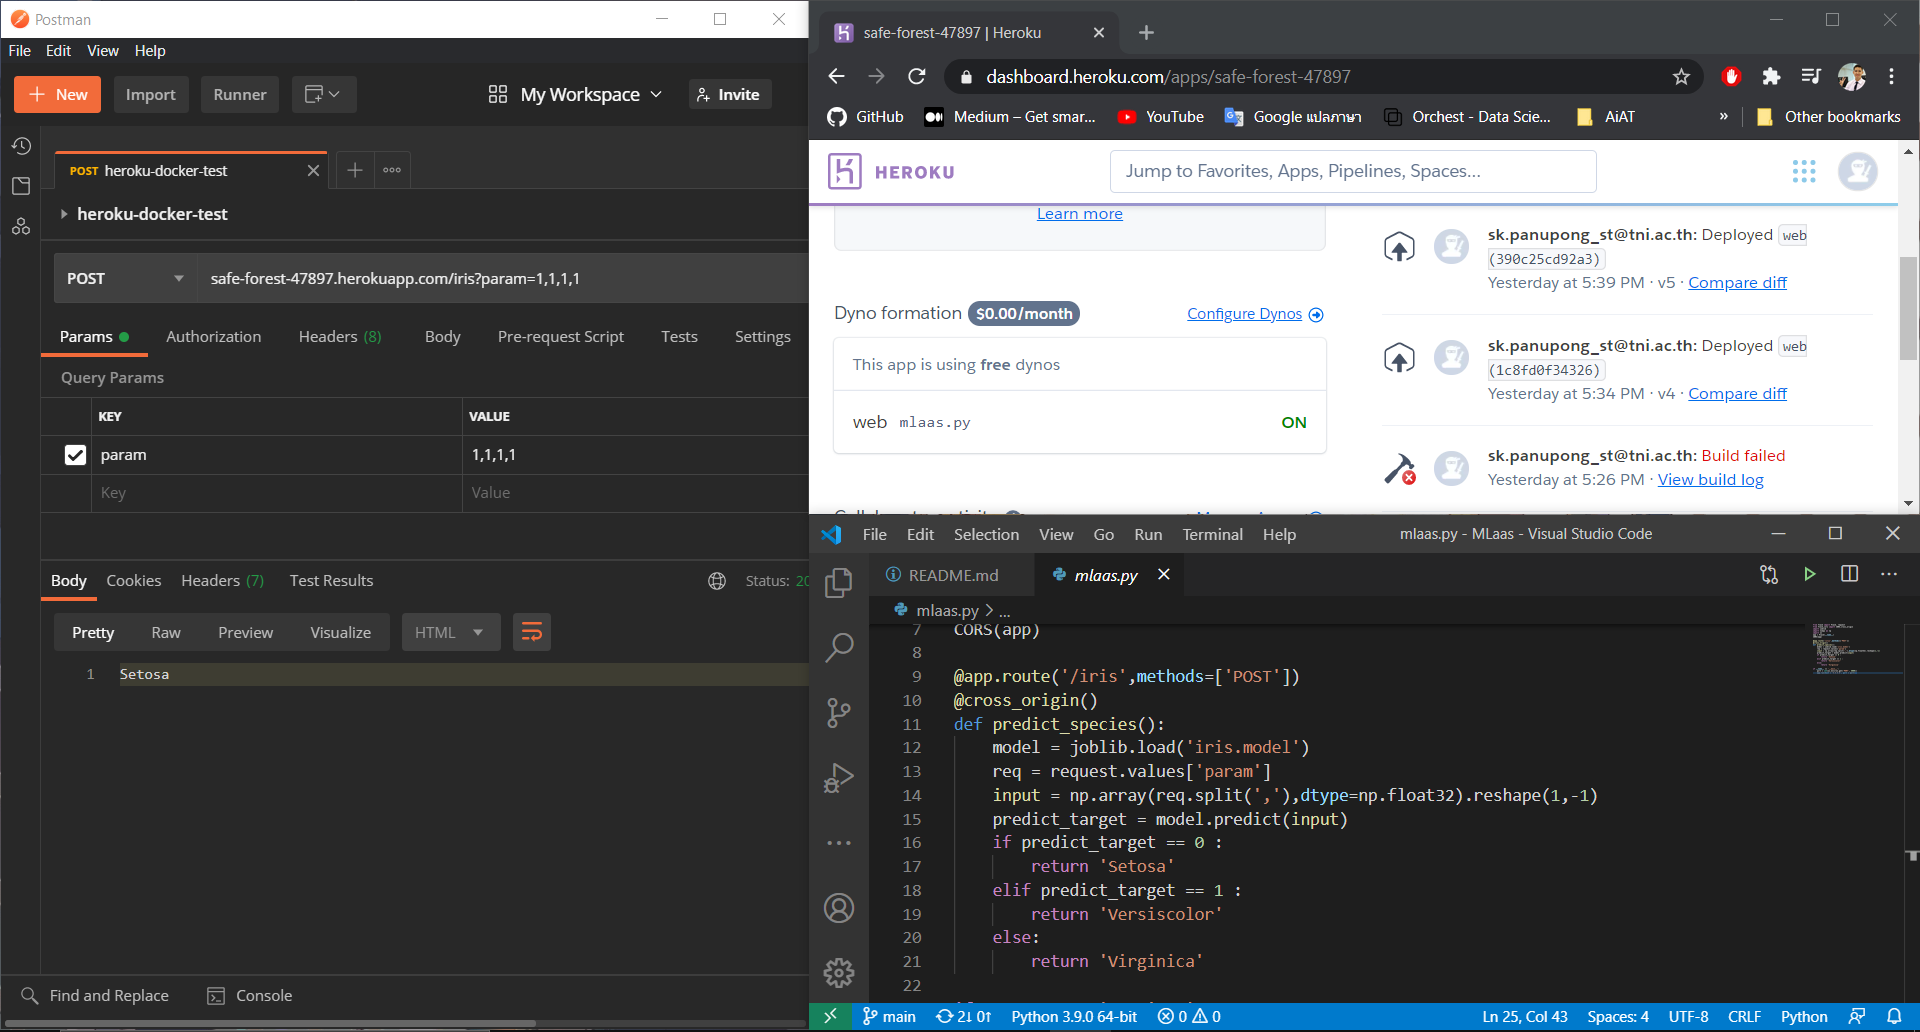 Postman
File Edit View Help
New Import Runner My Workspace Invite
POST heroku-docker-test
heroku-docker-test
POST safe-forest-47897.herokuapp.com/iris?param=1,1,1,1
Params Authorization Headers (8) Body Pre-request Script Tests Settings
Query Params
KEY VALUE
param 1,1,1,1
Key Value
Body Cookies Headers (7) Test Results Status: 20
Pretty Raw Preview Visualize HTML
1 Setosa
Find and Replace Console
safe-forest-47897 | Heroku
dashboard.heroku.com/apps/safe-forest-47897
GitHub Medium – Get smar... YouTube Google แปลภาษา Orchest - Data Scie... AiAT » Other bookmarks
HEROKU Jump to Favorites, Apps, Pipelines, Spaces...
Learn more
Dyno formation $0.00/month Configure Dynos
This app is using free dynos
web mlaas.py ON
sk.panupong_st@tni.ac.th: Deployed web
(390c25cd92a3)
Yesterday at 5:39 PM · v5 · Compare diff
sk.panupong_st@tni.ac.th: Deployed web
(1c8fd0f34326)
Yesterday at 5:34 PM · v4 · Compare diff
sk.panupong_st@tni.ac.th: Build failed
Yesterday at 5:26 PM · View build log
File Edit Selection View Go Run Terminal Help mlaas.py - MLaas - Visual Studio Code
README.md mlaas.py
mlaas.py > ...
7 CORS(app)
8
9 @app.route('/iris',methods=['POST'])
10 @cross_origin()
11 def predict_species():
12 model = joblib.load('iris.model')
13 req = request.values['param']
14 input = np.array(req.split(','),dtype=np.float32).reshape(1,-1)
15 predict_target = model.predict(input)
16 if predict_target == 0 :
17 return 'Setosa'
18 elif predict_target == 1 :
19 return 'Versiscolor'
20 else:
21 return 'Virginica'
22
main 2↓ 0↑ Python 3.9.0 64-bit 0 0 Ln 25, Col 43 Spaces: 4 UTF-8 CRLF Python